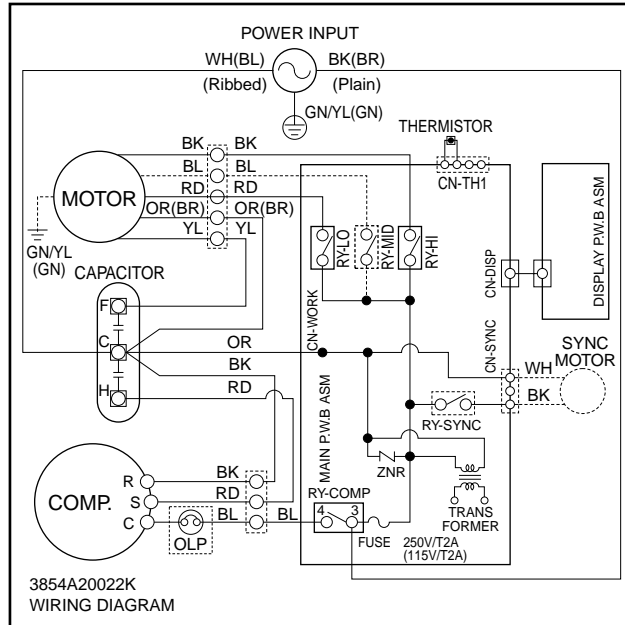 POWER INPUT
WH(BL) BK(BR)
(Ribbed) (Plain)
GN/YL(GN)
THERMISTOR
CN-TH1
BK BK
BL BL
RD RD
OR(BR) OR(BR)
YL YL
MOTOR
GN/YL
(GN)
CAPACITOR
F
C
H
RY-LO
RY-MID
RY-HI
CN-DISP
DISPLAY P.W.B ASM
CN-WORK
CN-SYNC
SYNC
MOTOR
WH
BK
OR
BK
RD
MAIN P.W.B ASM
RY-SYNC
ZNR
TRANS
FORMER
RY-COMP
4 3
FUSE
250V/T2A
(115V/T2A)
COMP.
R BK
S RD
C BL BL
OLP
3854A20022K
WIRING DIAGRAM